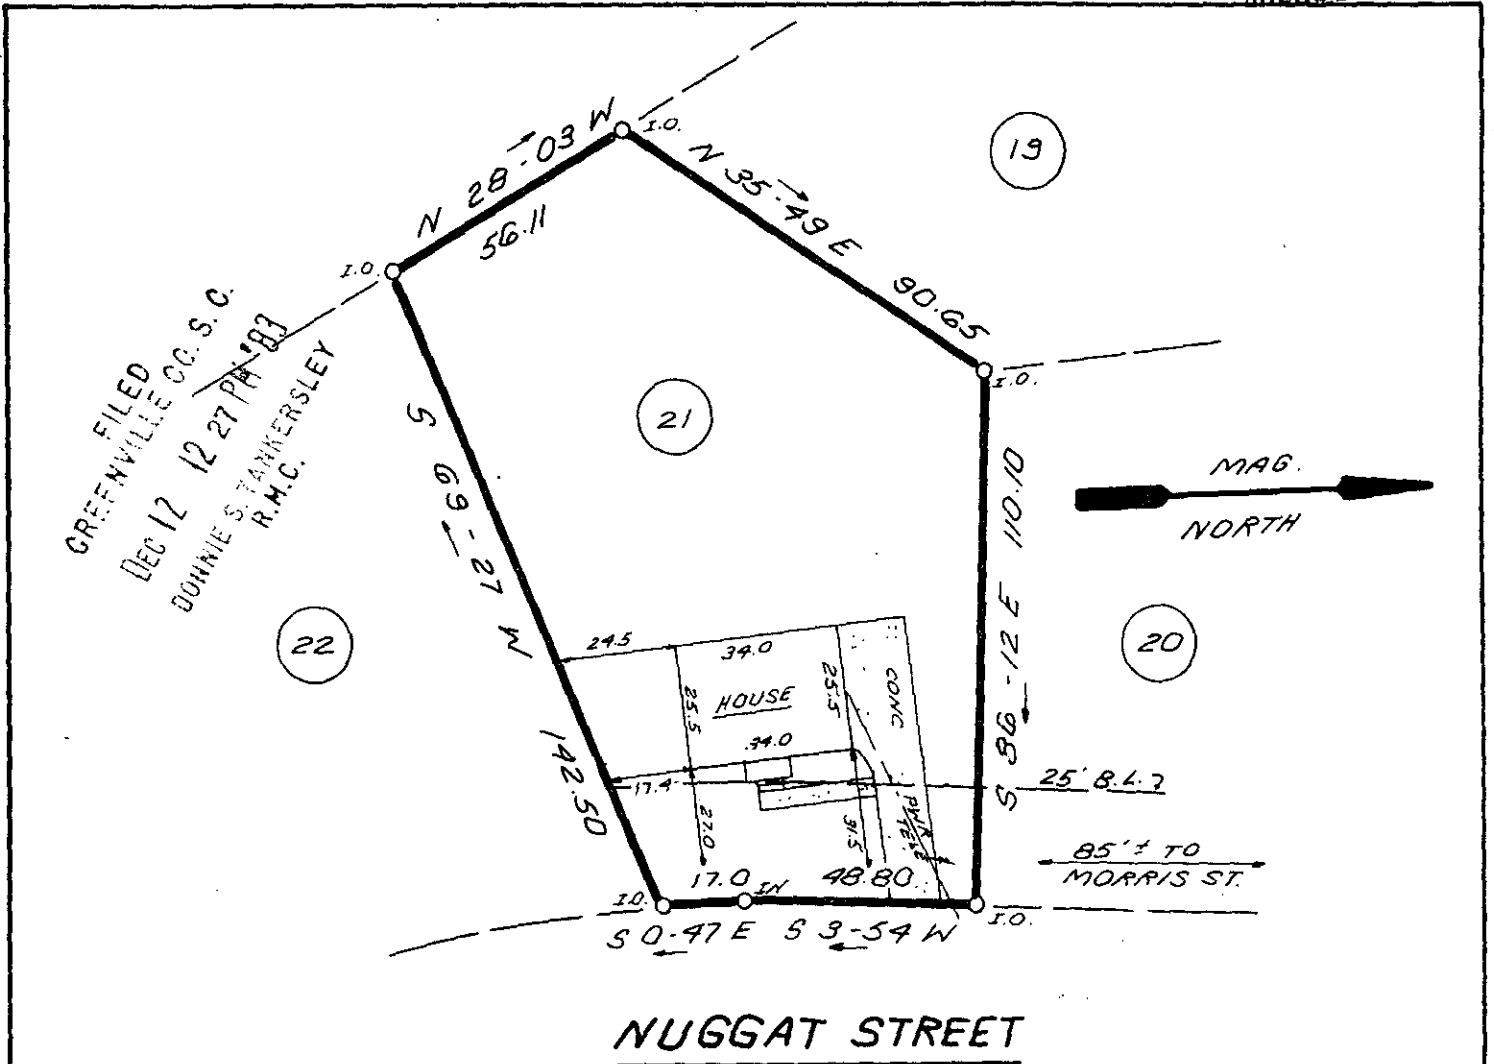 N 28-03 W
56.11
I.O.
N 35-49 E 90.65
19
I.O.
FILED
GREENVILLE CO. S. C.
DEC 12 12 27 PM '83
DONNIE S. TANKERSLEY
R.M.C.
I.O.
21
S 69-27 W 142.50
MAG.
NORTH
S 86-12 E 110.10
22
20
24.5
34.0
25.5
HOUSE
25.5
CONC
34.0
17.4
25' B.L.
27.0
31.5
PWR &
TELE
85' ± TO
MORRIS ST.
17.0
IN
48.80
I.O.
I.O.
S 0-47 E
S 3-54 W
NUGGAT STREET